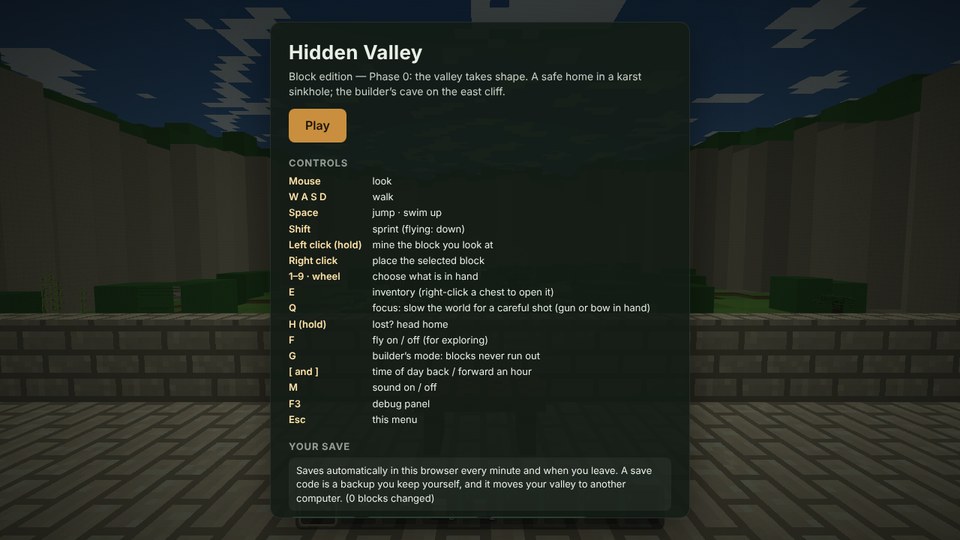 Hidden Valley
Block edition — Phase 0: the valley takes shape. A safe home in a karst
sinkhole; the builder’s cave on the east cliff.
Play
CONTROLS
Mouse look
W A S D walk
Space jump · swim up
Shift sprint (flying: down)
Left click (hold) mine the block you look at
Right click place the selected block
1–9 · wheel choose what is in hand
E inventory (right-click a chest to open it)
Q focus: slow the world for a careful shot (gun or bow in hand)
H (hold) lost? head home
F fly on / off (for exploring)
G builder’s mode: blocks never run out
[ and ] time of day back / forward an hour
M sound on / off
F3 debug panel
Esc this menu
YOUR SAVE
Saves automatically in this browser every minute and when you leave. A save
code is a backup you keep yourself, and it moves your valley to another
computer. (0 blocks changed)